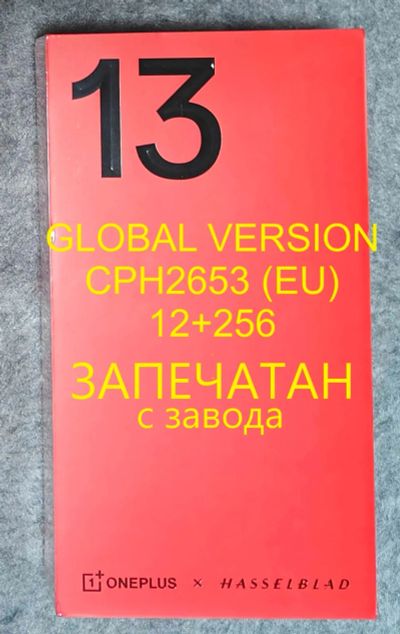 13
GLOBAL VERSION
CPH2653 (EU)
12+256
ЗАПЕЧАТАН
с завода
1+ ONEPLUS × HASSELBLAD